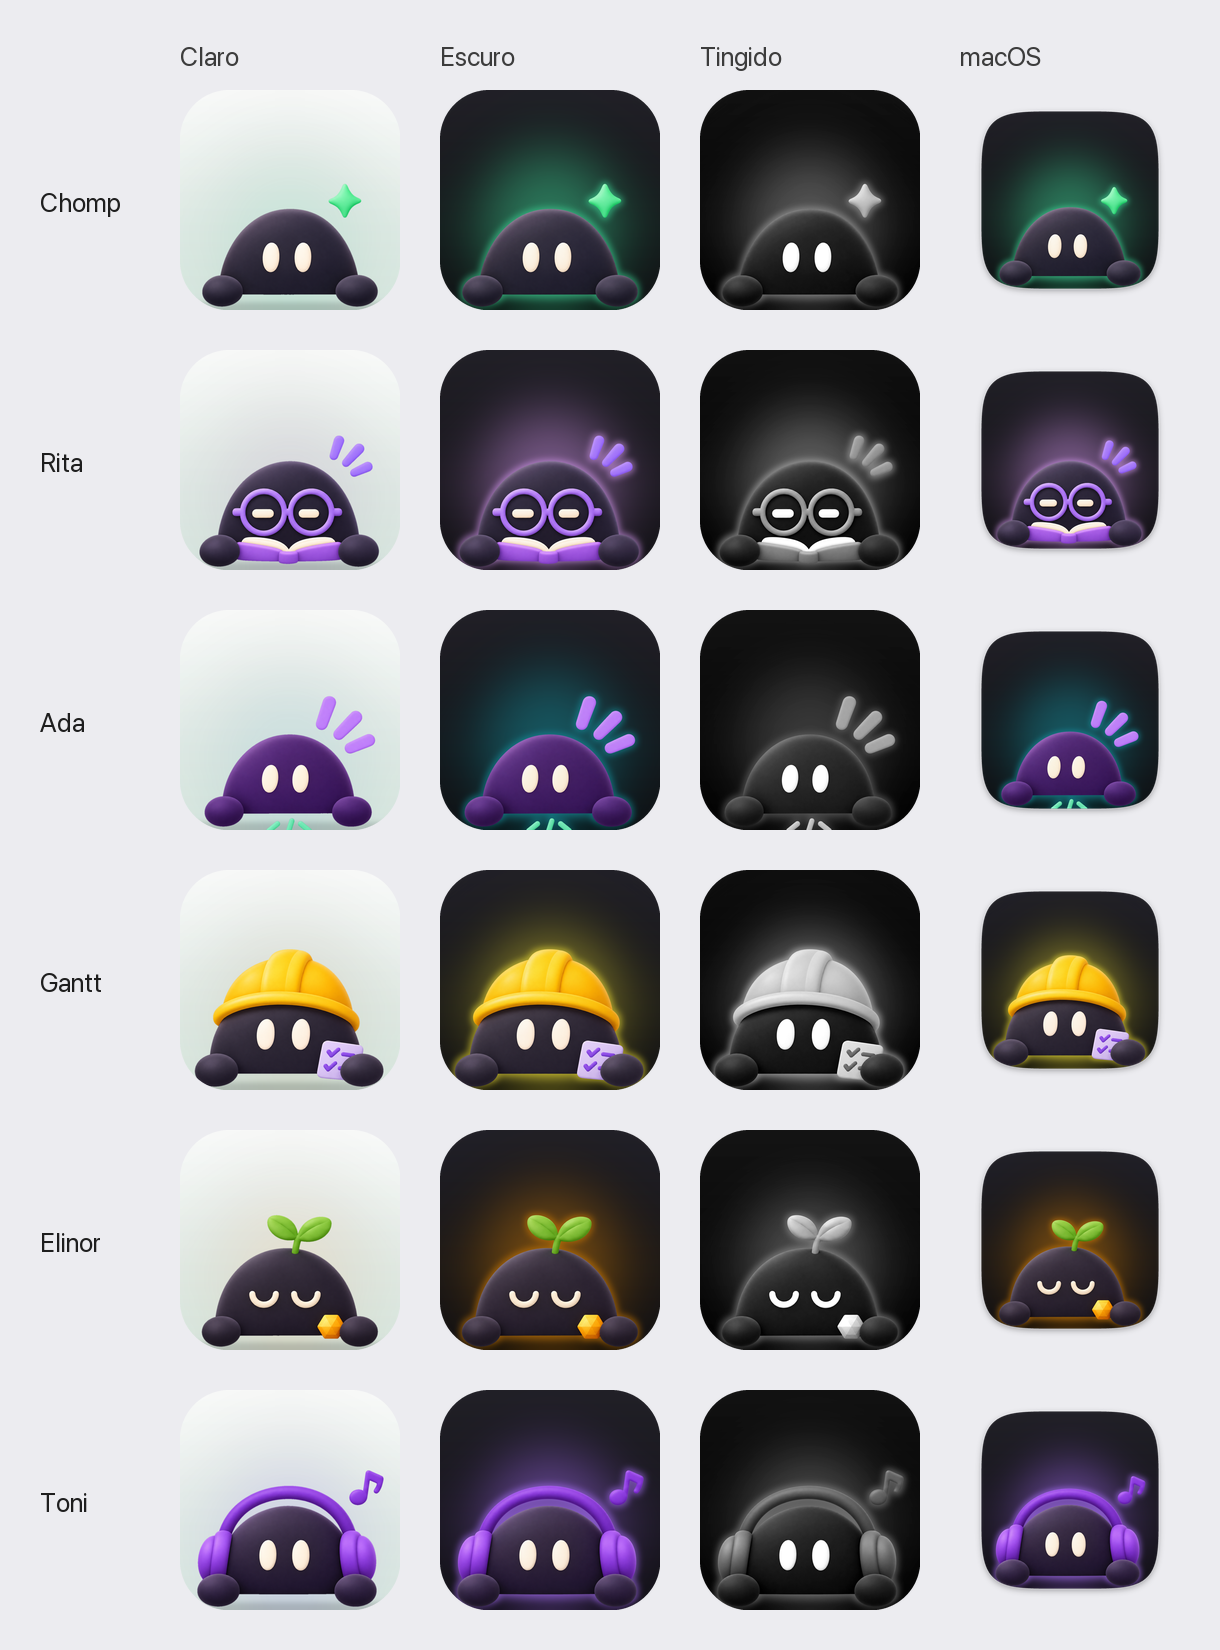 Claro Escuro Tingido macOS
Chomp
Rita
Ada
Gantt
Elinor
Toni